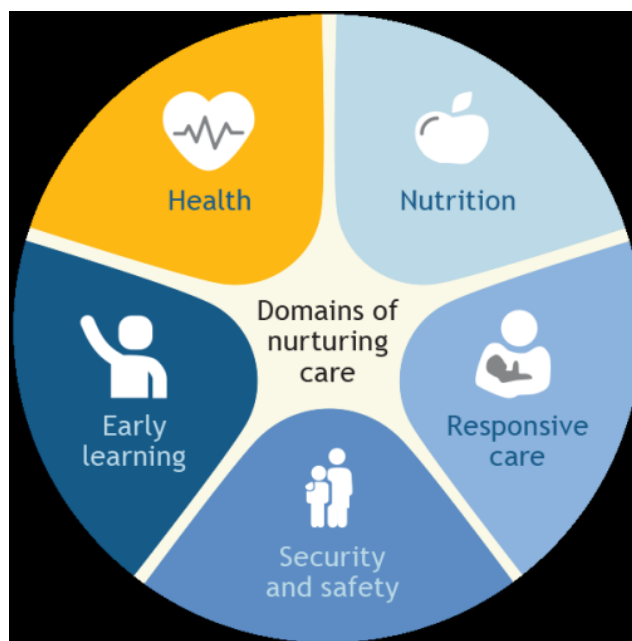 Health
Nutrition
Domains of
nurturing
care
Early
learning
Responsive
care
Security
and safety